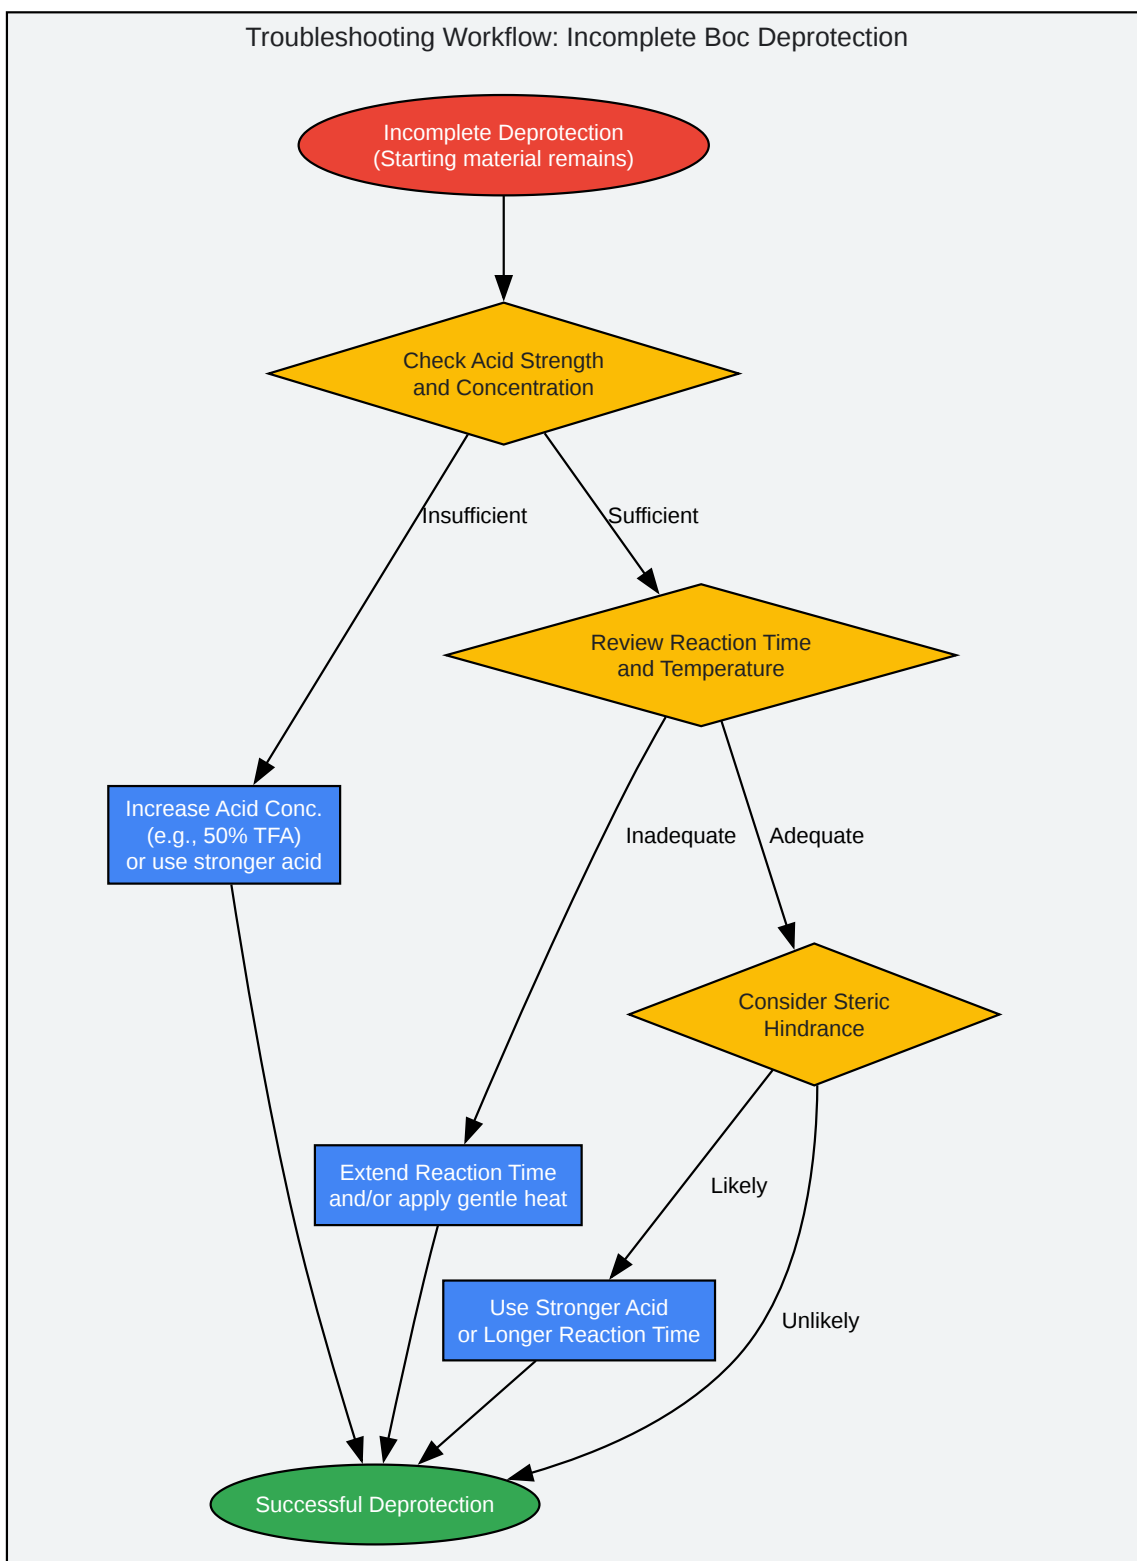 Troubleshooting Workflow: Incomplete Boc Deprotection
Incomplete Deprotection
(Starting material remains)
Check Acid Strength
and Concentration
Insufficient
Sufficient
Review Reaction Time
and Temperature
Increase Acid Conc.
(e.g., 50% TFA)
or use stronger acid
Inadequate
Adequate
Consider Steric
Hindrance
Extend Reaction Time
and/or apply gentle heat
Likely
Use Stronger Acid
or Longer Reaction Time
Unlikely
Successful Deprotection